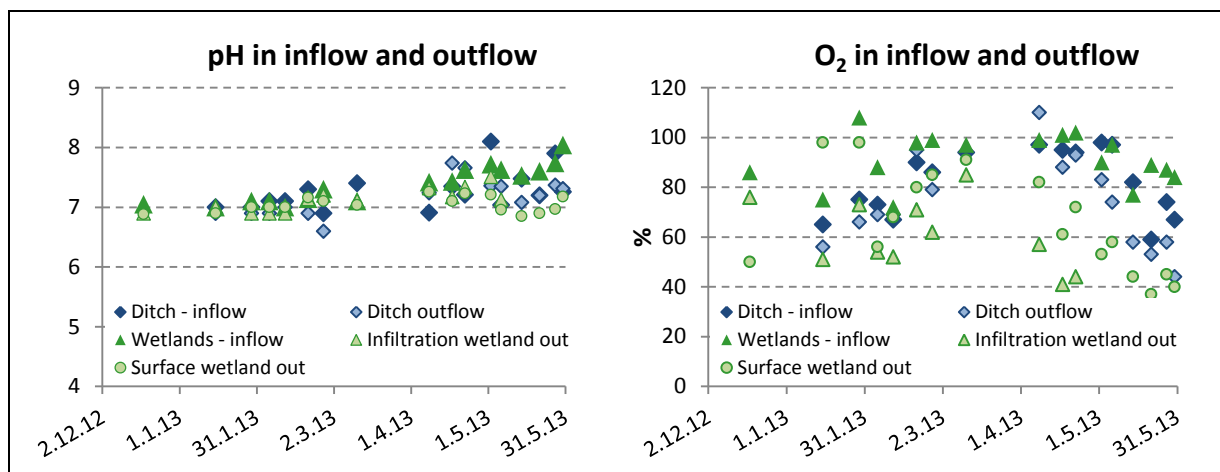 pH in inflow and outflow
9
8
7
6
5
4
Ditch - inflow
Ditch outflow
Wetlands - inflow
Infiltration wetland out
Surface wetland out
2.12.12
1.1.13
31.1.13
2.3.13
1.4.13
1.5.13
31.5.13
O₂ in inflow and outflow
%
120
100
80
60
40
20
0
Ditch - inflow
Ditch outflow
Wetlands - inflow
Infiltration wetland out
Surface wetland out
2.12.12
1.1.13
31.1.13
2.3.13
1.4.13
1.5.13
31.5.13